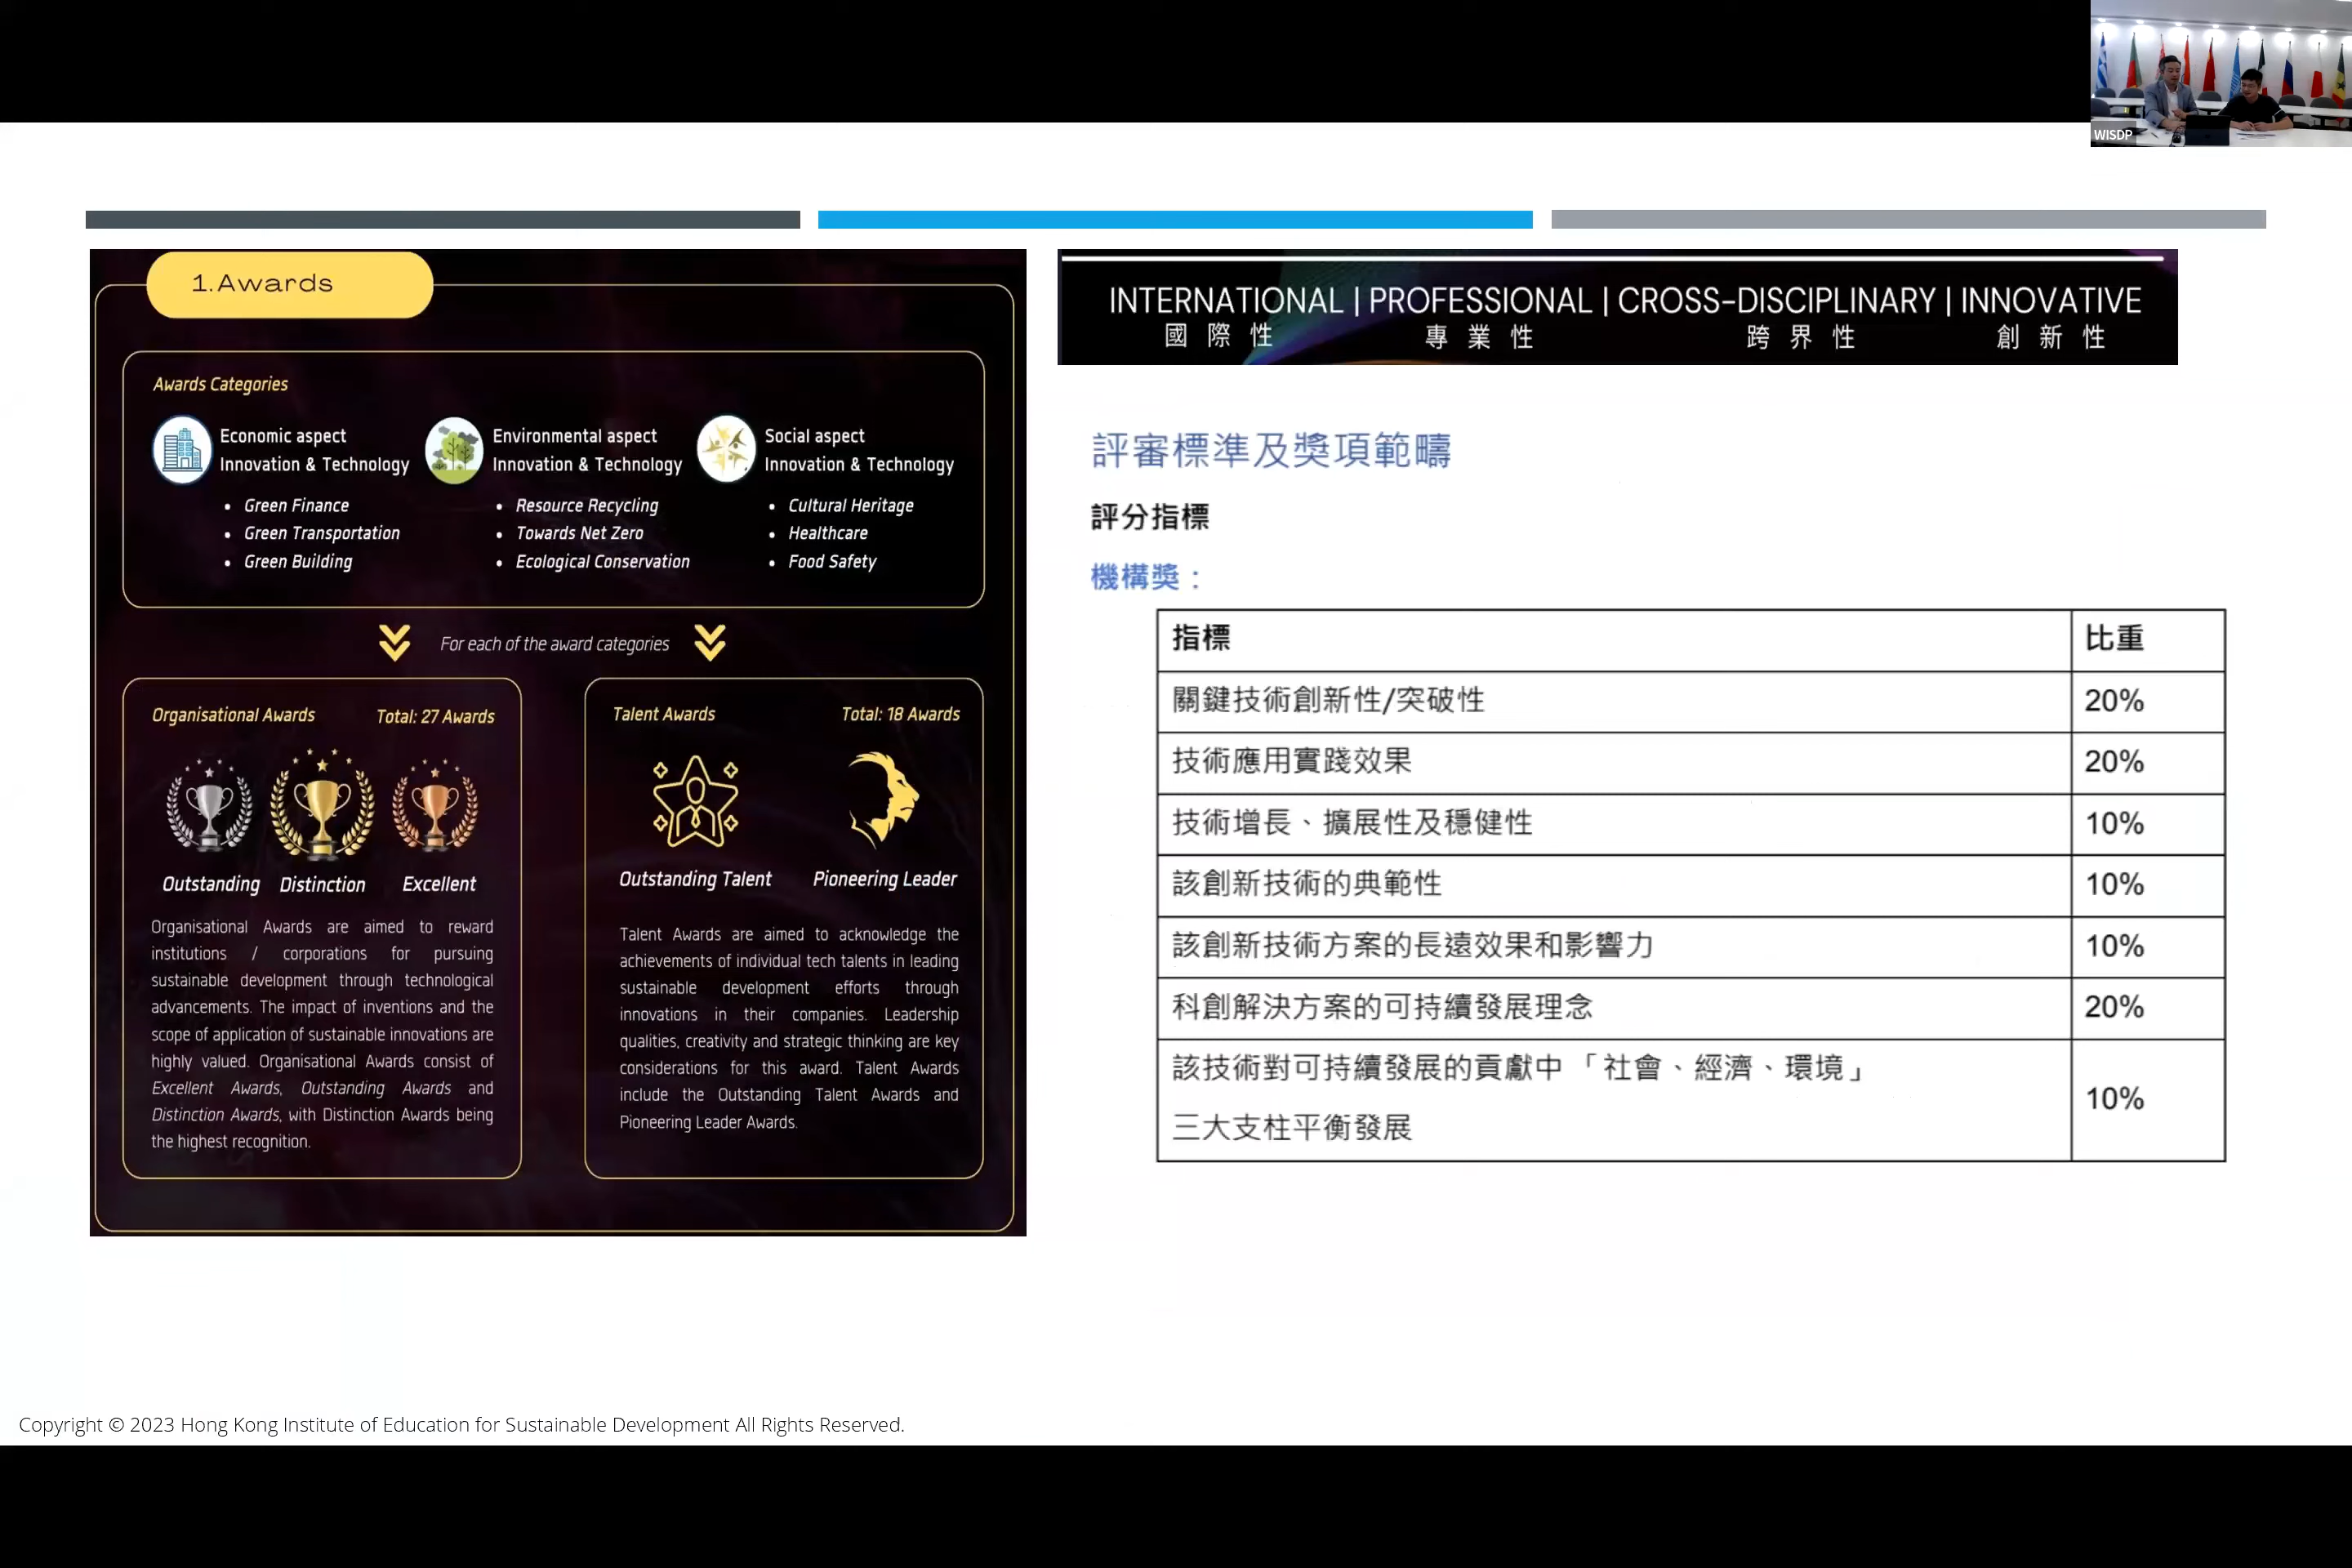 WISDP
1.Awards
Awards Categories
Economic aspect
Innovation & Technology
• Green Finance
• Green Transportation
• Green Building
Environmental aspect
Innovation & Technology
• Resource Recycling
• Towards Net Zero
• Ecological Conservation
Social aspect
Innovation & Technology
• Cultural Heritage
• Healthcare
• Food Safety
For each of the award categories
Organisational Awards Total: 27 Awards
Outstanding Distinction Excellent
Organisational Awards are aimed to reward
institutions / corporations for pursuing
sustainable development through technological
advancements. The impact of inventions and the
scope of application of sustainable innovations are
highly valued. Organisational Awards consist of
Excellent Awards, Outstanding Awards and
Distinction Awards, with Distinction Awards being
the highest recognition.
Talent Awards Total: 18 Awards
Outstanding Talent Pioneering Leader
Talent Awards are aimed to acknowledge the
achievements of individual tech talents in leading
sustainable development efforts through
innovations in their companies. Leadership
qualities, creativity and strategic thinking are key
considerations for this award. Talent Awards
include the Outstanding Talent Awards and
Pioneering Leader Awards.
INTERNATIONAL | PROFESSIONAL | CROSS-DISCIPLINARY | INNOVATIVE
國際性 專業性 跨界性 創新性
評審標準及獎項範疇
評分指標
機構獎：
指標 比重
關鍵技術創新性/突破性 20%
技術應用實踐效果 20%
技術增長、擴展性及穩健性 10%
該創新技術的典範性 10%
該創新技術方案的長遠效果和影響力 10%
科創解決方案的可持續發展理念 20%
該技術對可持續發展的貢獻中「社會、經濟、環境」
三大支柱平衡發展 10%
Copyright © 2023 Hong Kong Institute of Education for Sustainable Development All Rights Reserved.